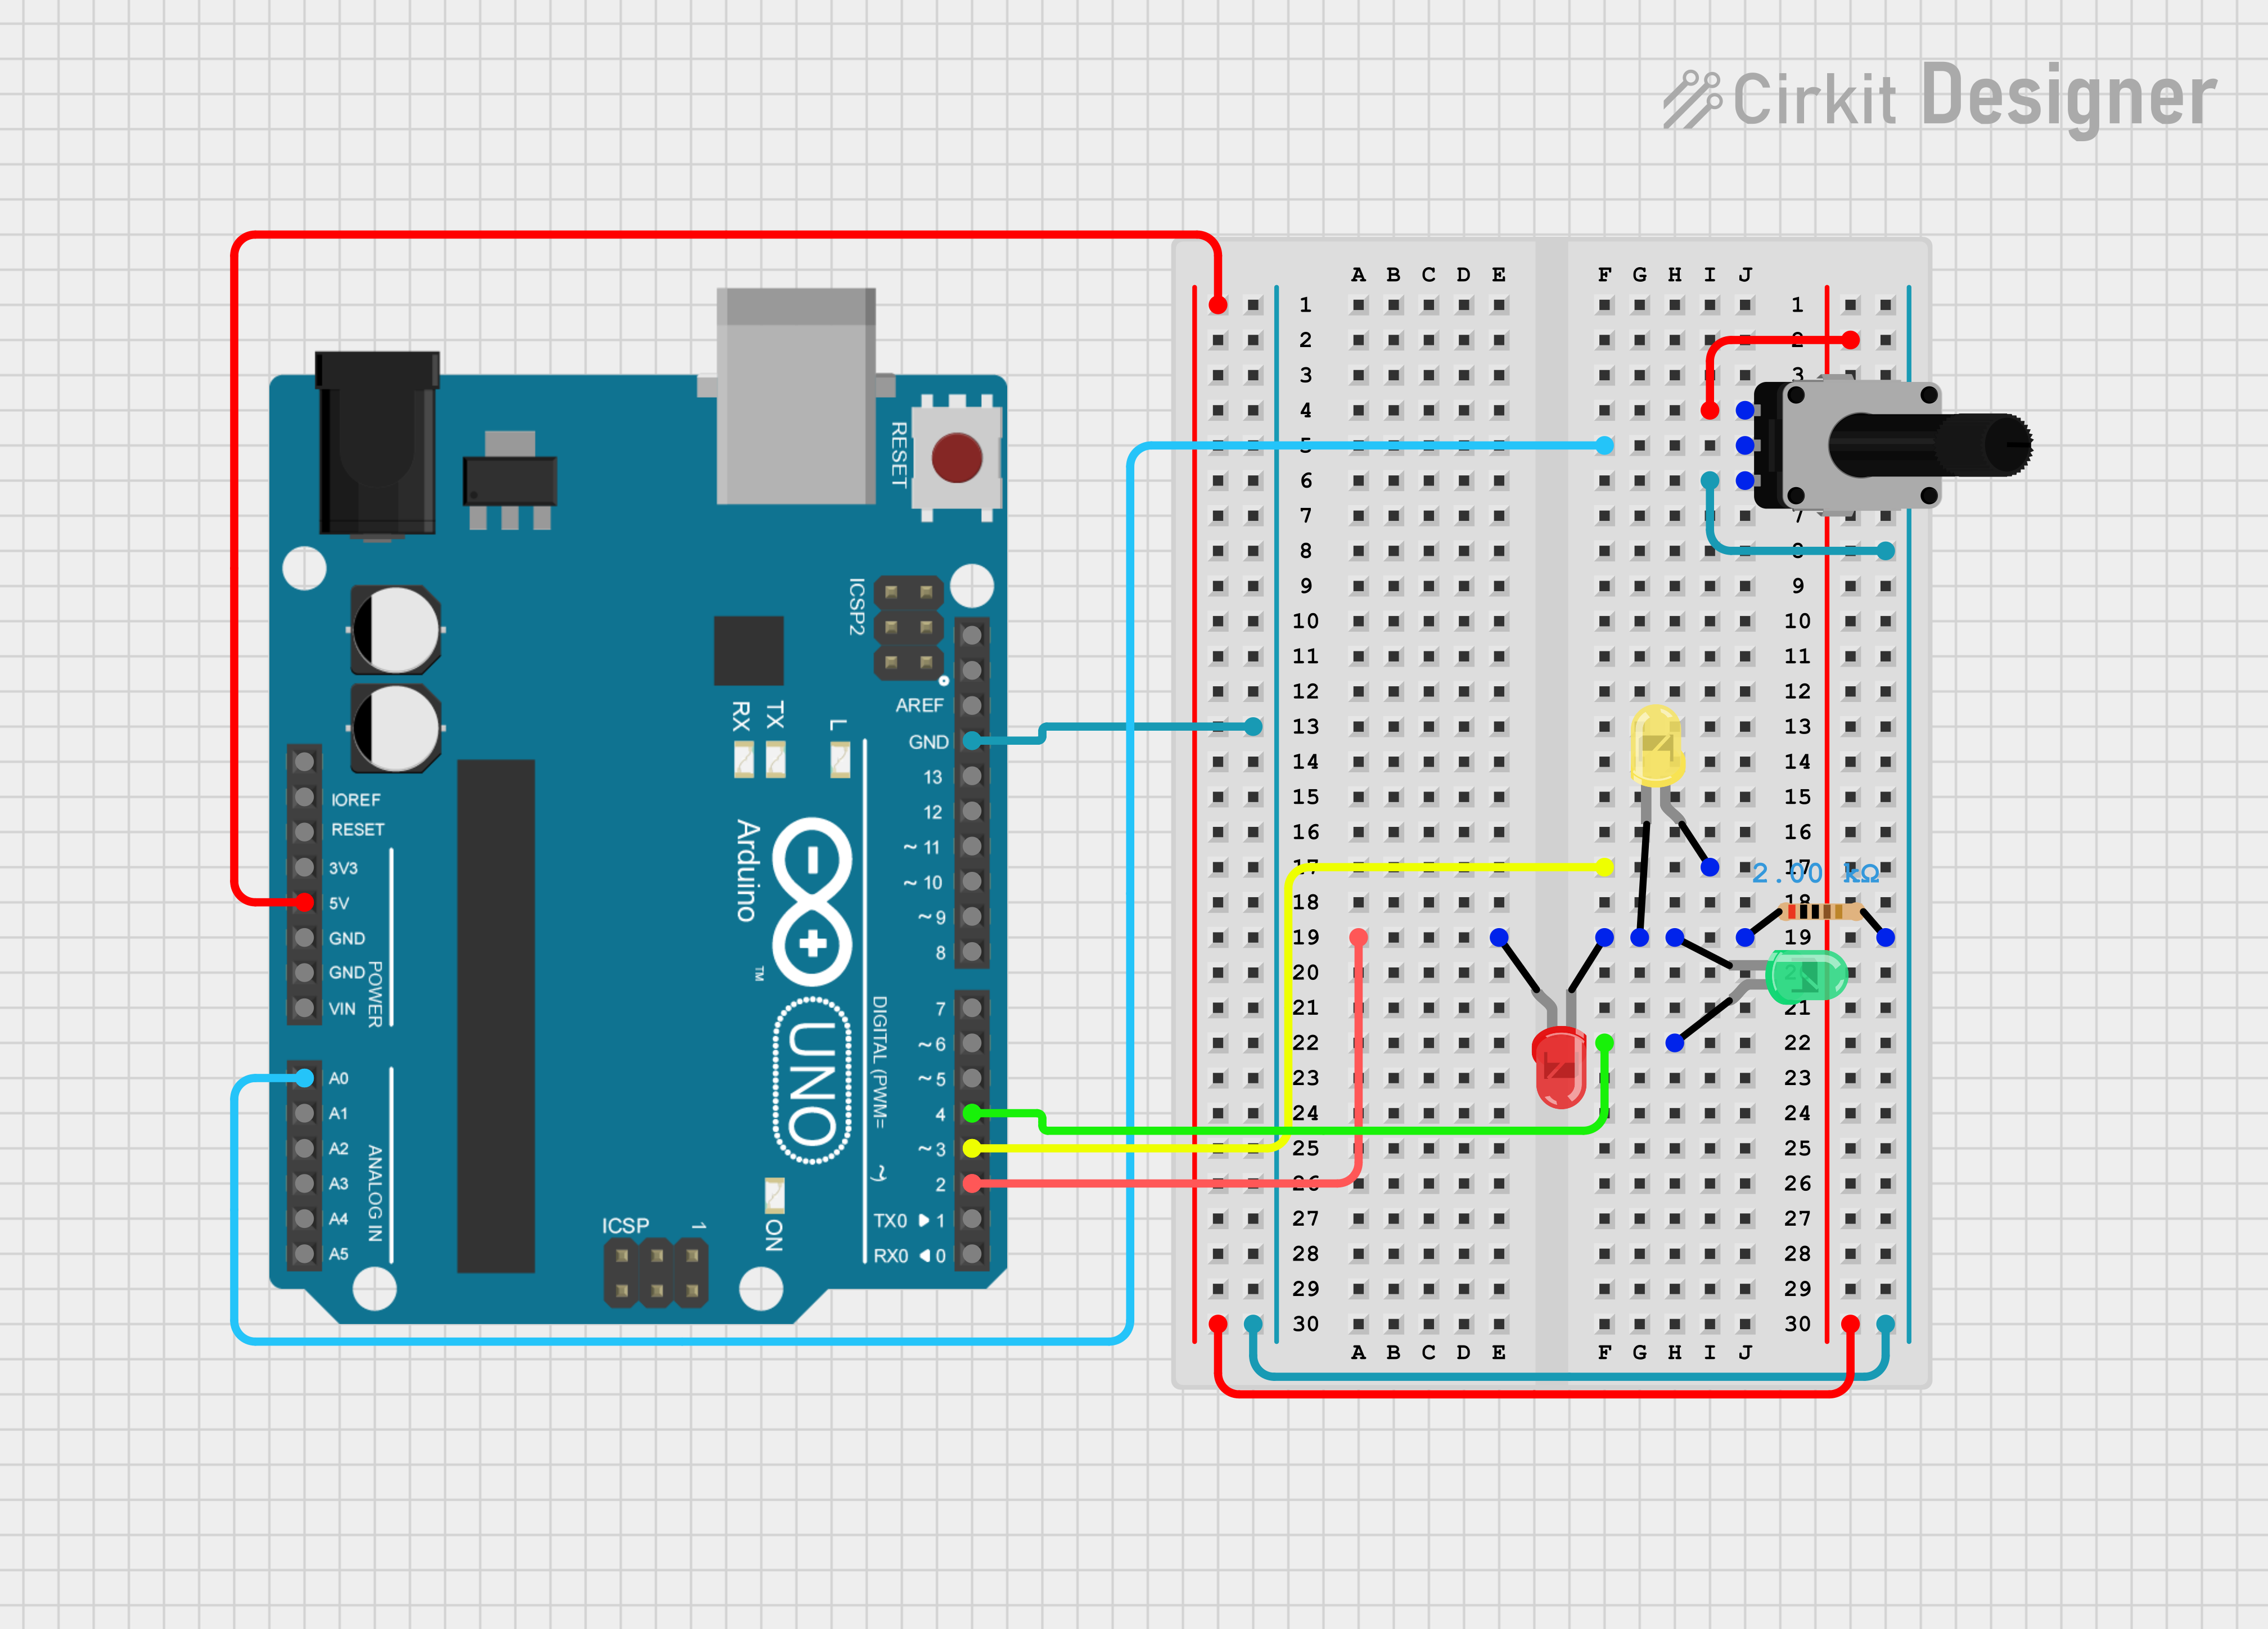 Cirkit Designer
A B C D E F G H I J
1 1
2 2
3 3
4
5
6
7 7
8 8
9 9
10 10
11 11
12 12
13 13
14 14
15 15
16 16
17 17
2.00 kΩ
18 18
19 19
20 20
21 21
22 22
23 23
24 24
25 25
26 26
27 27
28 28
29 29
30 30
A B C D E F G H I J
RESET
ICSP2
RX
TX
L
AREF
GND
13
12
~ 11
~ 10
~ 9
8
7
~ 6
~ 5
4
~ 3
2
TX0 ▶ 1
RX0 ◀ 0
DIGITAL (PWM= ~)
IOREF
RESET
3V3
5V
GND
GND
VIN
POWER
A0
A1
A2
A3
A4
A5
ANALOG IN
Arduino
TM
UNO
ON
ICSP
1